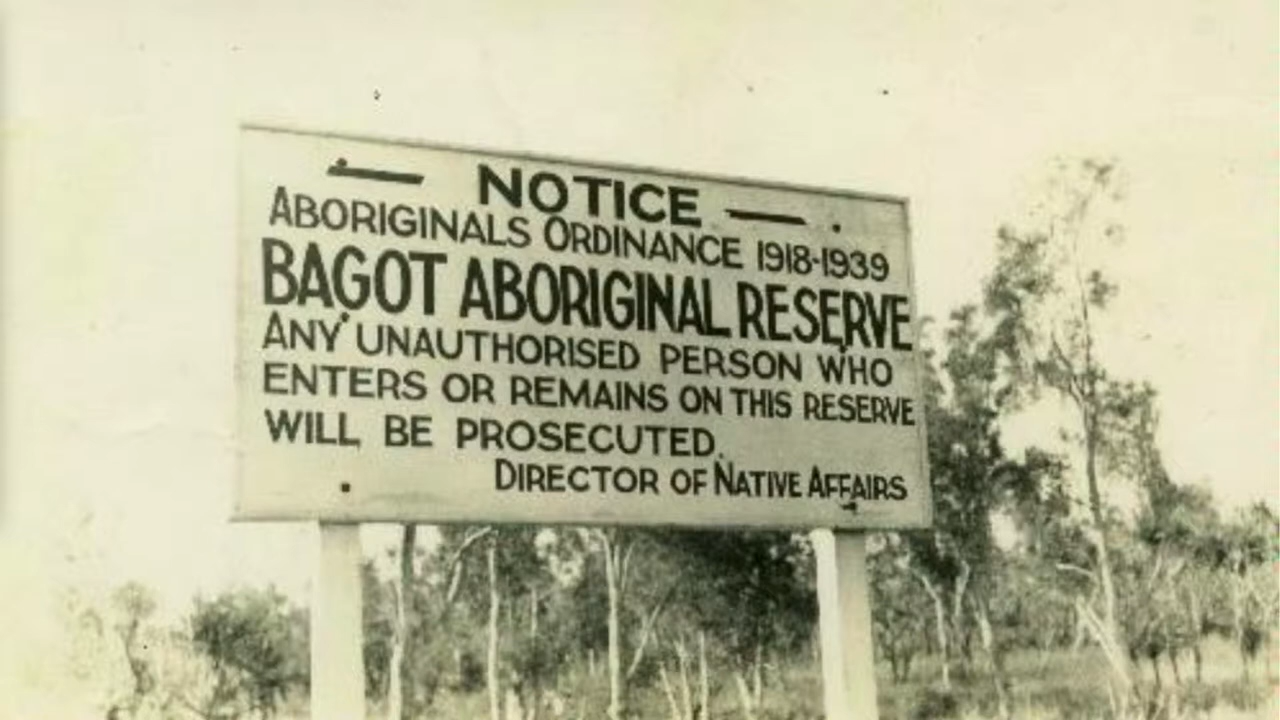 NOTICE
ABORIGINALS ORDINANCE 1918-1939
BAGOT ABORIGINAL RESERVE
ANY UNAUTHORISED PERSON WHO
ENTERS OR REMAINS ON THIS RESERVE
WILL BE PROSECUTED.
DIRECTOR OF NATIVE AFFAIRS